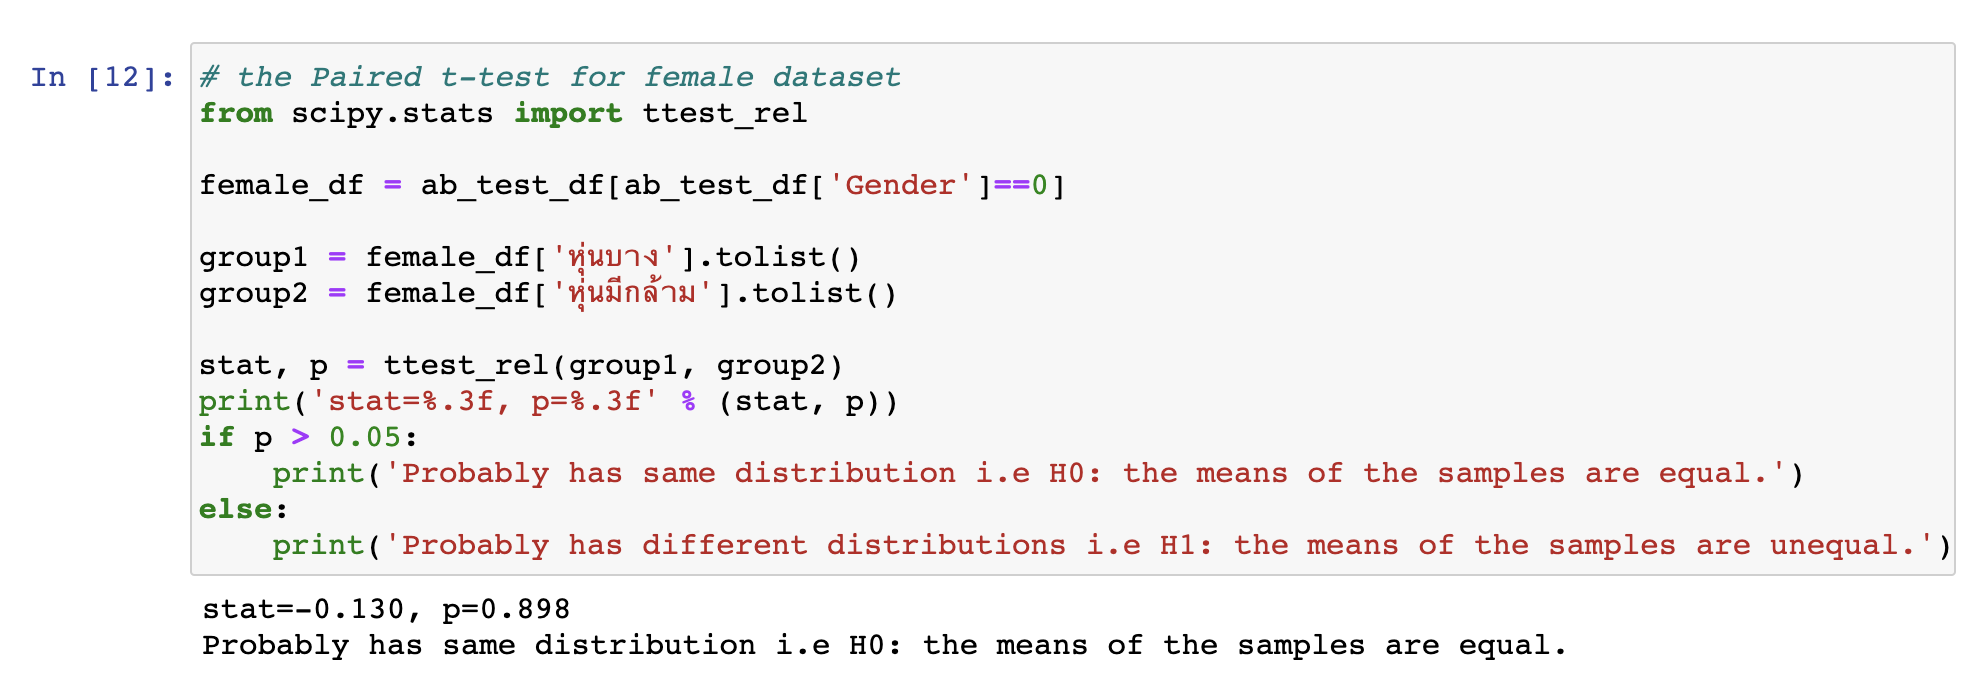 In [12]: # the Paired t-test for female dataset
from scipy.stats import ttest_rel
female_df = ab_test_df[ab_test_df['Gender']==0]
group1 = female_df['หุ่นบาง'].tolist()
group2 = female_df['หุ่นมีกล้าม'].tolist()
stat, p = ttest_rel(group1, group2)
print('stat=%.3f, p=%.3f' % (stat, p))
if p > 0.05:
    print('Probably has same distribution i.e H0: the means of the samples are equal.')
else:
    print('Probably has different distributions i.e H1: the means of the samples are unequal.')
stat=-0.130, p=0.898
Probably has same distribution i.e H0: the means of the samples are equal.